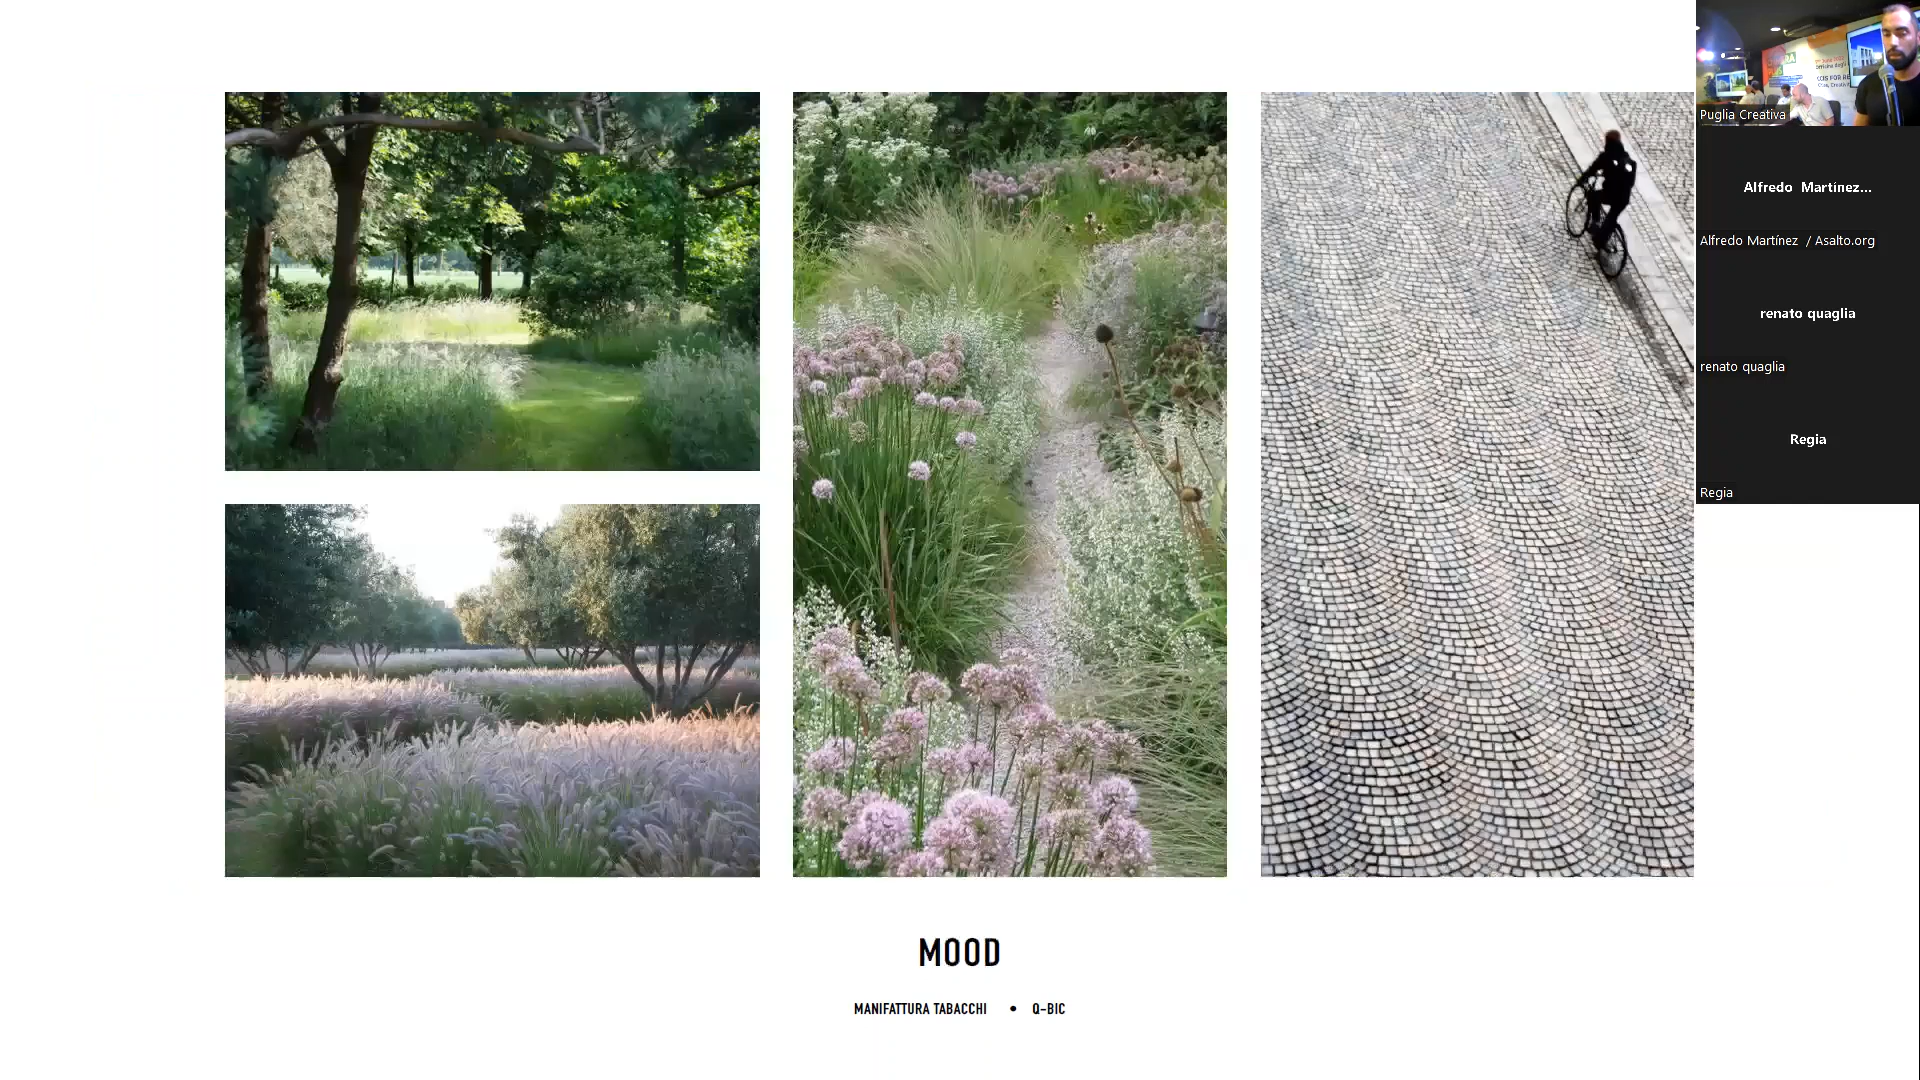 MOOD
MANIFATTURA TABACCHI • Q-BIC
Puglia Creativa
Alfredo Martínez...
Alfredo Martínez / Asalto.org
renato quaglia
renato quaglia
Regia
Regia